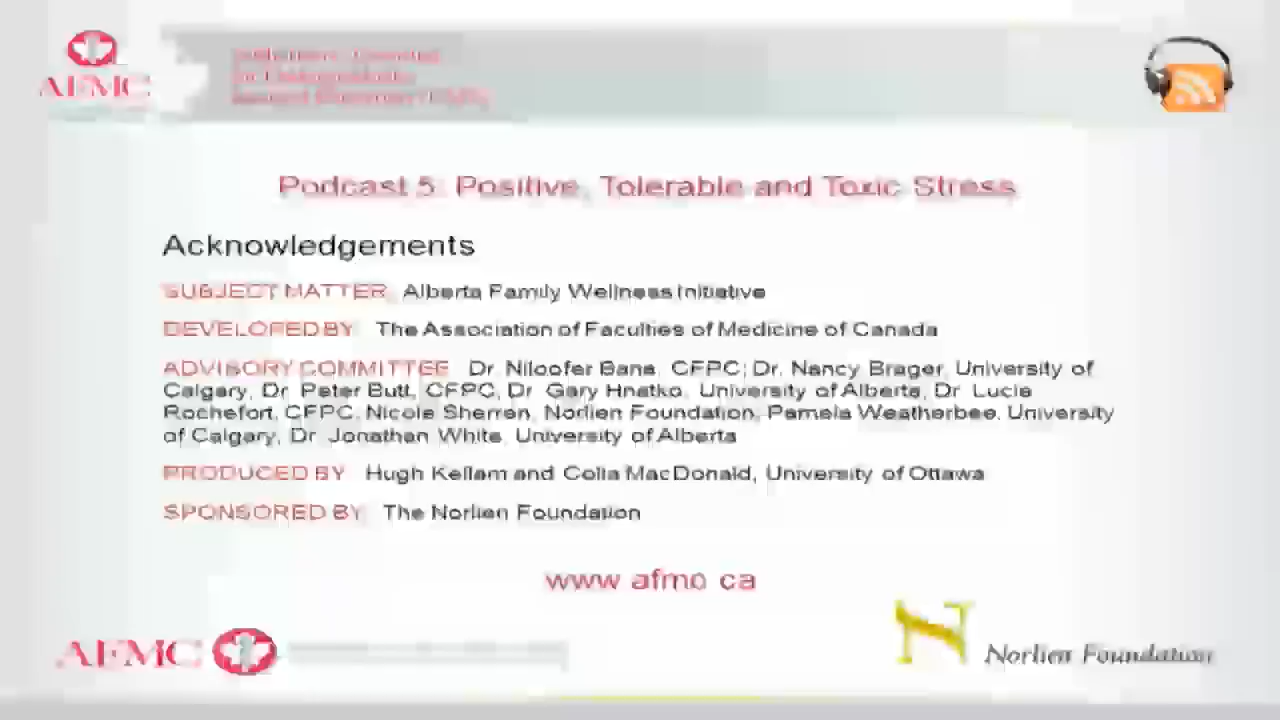 AFMC
Podcast 5: Positive, Tolerable and Toxic Stress
Acknowledgements
SUBJECT MATTER: Alberta Family Wellness Initiative
DEVELOPED BY: The Association of Faculties of Medicine of Canada
ADVISORY COMMITTEE: Dr. Niloofer Bana, CFPC; Dr. Nancy Brager, University of
Calgary, Dr. Peter Butt, CFPC, Dr. Gary Hnatko, University of Alberta, Dr. Lucie
Rochefort, CFPC, Nicole Sherren, Norlien Foundation, Pamela Weatherbee, University
of Calgary, Dr. Jonathan White, University of Alberta
PRODUCED BY: Hugh Kellam and Colla MacDonald, University of Ottawa
SPONSORED BY: The Norlien Foundation
www.afmc.ca
AFMC
N
Norlien Foundation